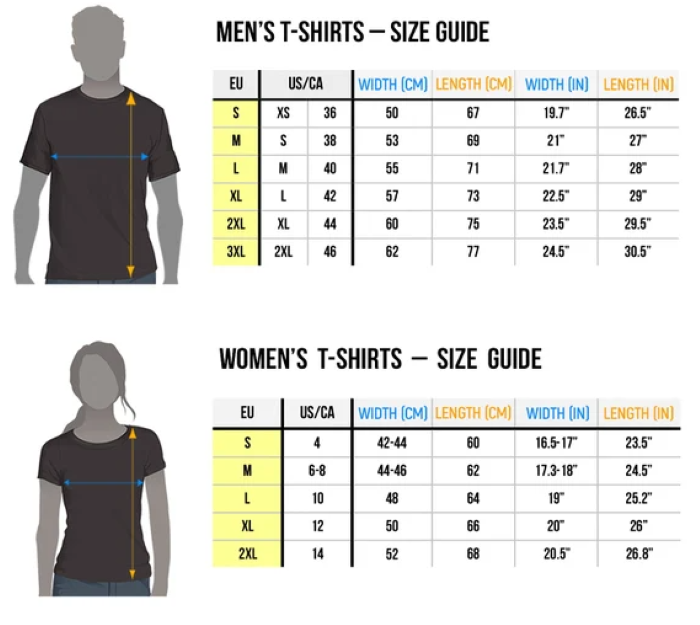 MEN'S T-SHIRTS – SIZE GUIDE
EU US/CA WIDTH (CM) LENGTH (CM) WIDTH (IN) LENGTH (IN)
S XS 36 50 67 19.7" 26.5"
M S 38 53 69 21" 27"
L M 40 55 71 21.7" 28"
XL L 42 57 73 22.5" 29"
2XL XL 44 60 75 23.5" 29.5"
3XL 2XL 46 62 77 24.5" 30.5"
WOMEN'S T-SHIRTS – SIZE GUIDE
EU US/CA WIDTH (CM) LENGTH (CM) WIDTH (IN) LENGTH (IN)
S 4 42-44 60 16.5-17" 23.5"
M 6-8 44-46 62 17.3-18" 24.5"
L 10 48 64 19" 25.2"
XL 12 50 66 20" 26"
2XL 14 52 68 20.5" 26.8"